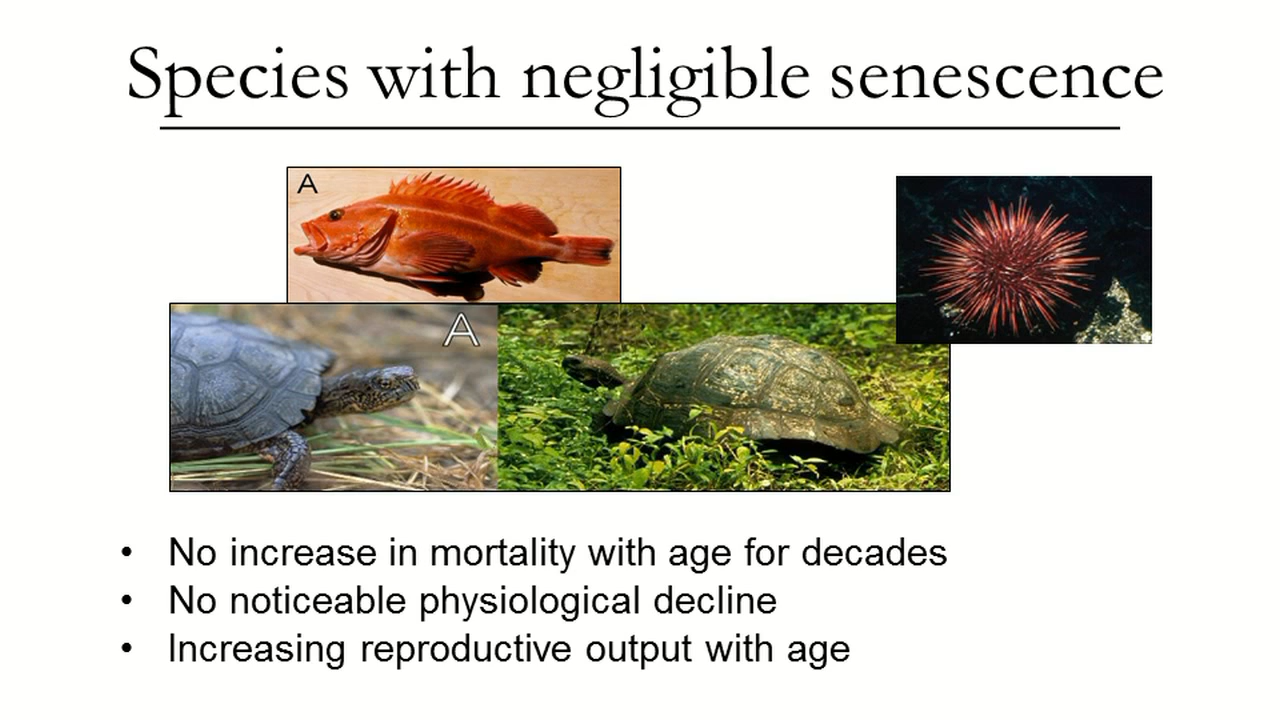 Species with negligible senescence
A
A
• No increase in mortality with age for decades
• No noticeable physiological decline
• Increasing reproductive output with age